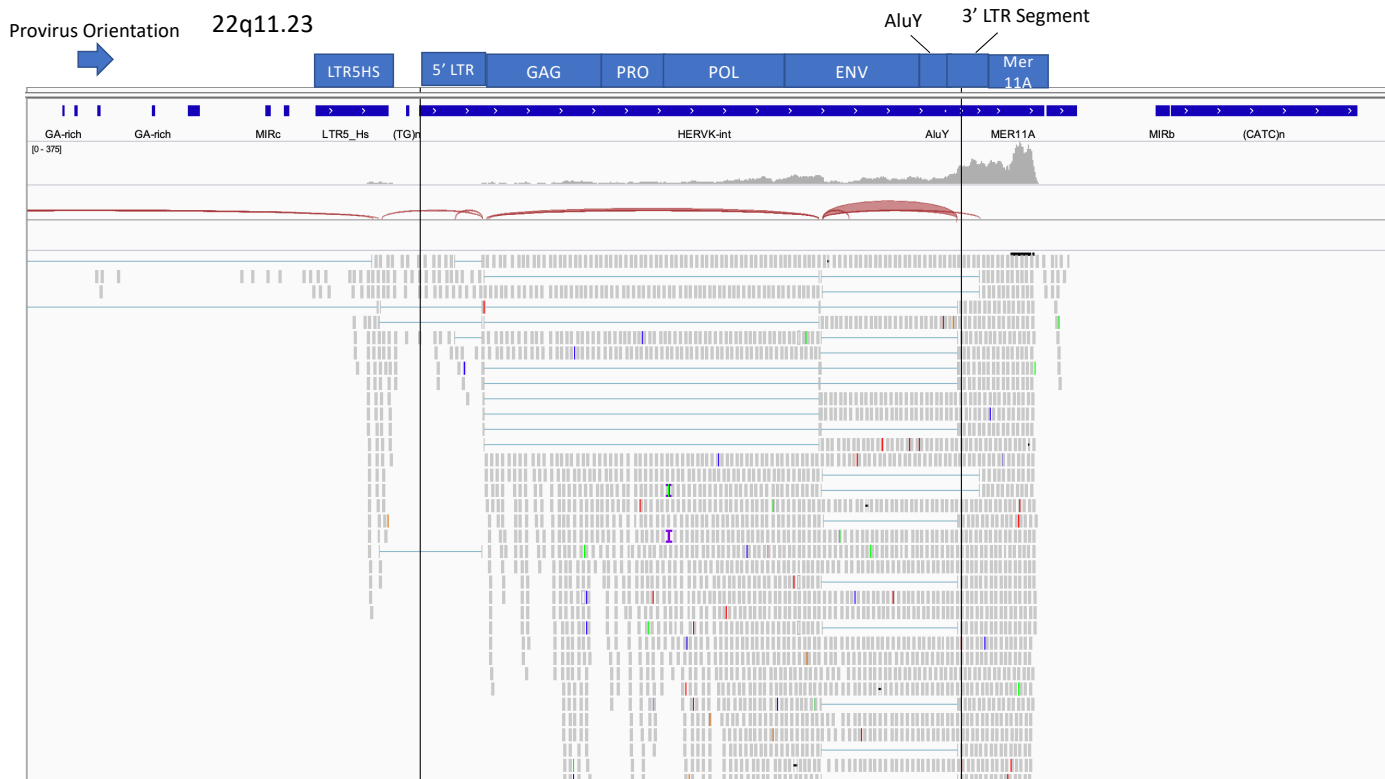 22q11.23
Provirus Orientation
AluY
3’ LTR Segment
LTR5HS
5’ LTR
GAG
PRO
POL
ENV
Mer
11A
GA-rich
GA-rich
MIRc
LTR5_Hs
(TG)n
HERVK-int
AluY
MER11A
MIRb
(CATC)n
[0 - 375]